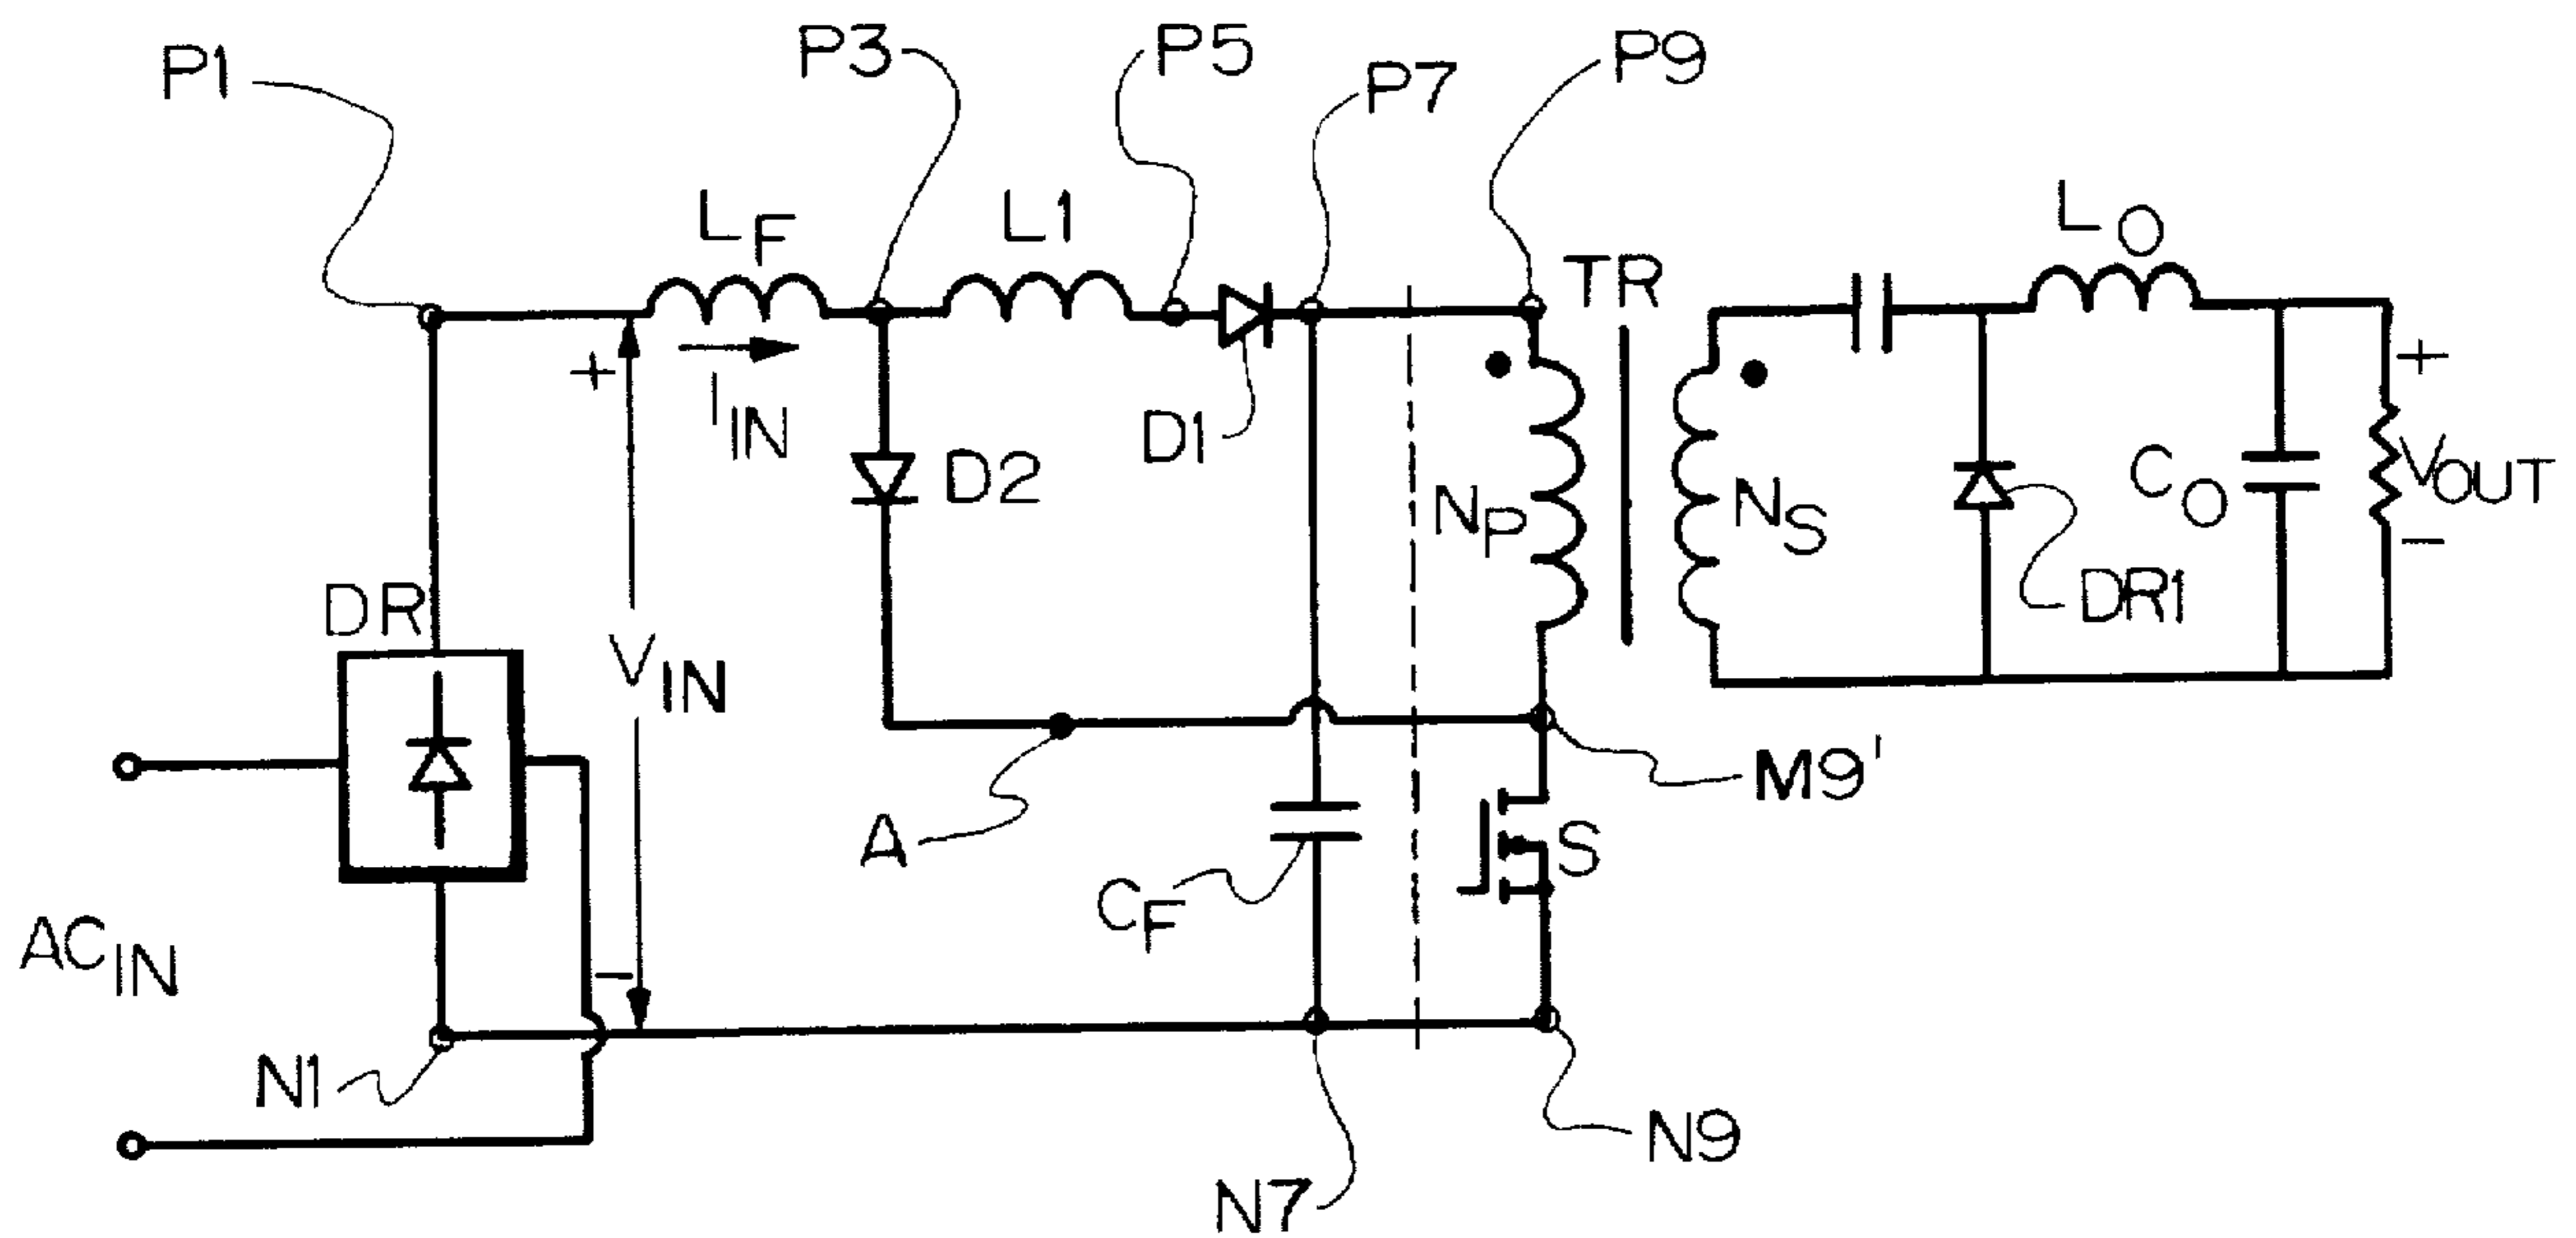 P1
P3
P5
P7
P9
LF
L1
TR
LO
+
IIN
D1
D2
NP
NS
CO
+
VOUT
−
DR
VIN
DR1
A
M9'
S
CF
ACIN
−
N1
N7
N9